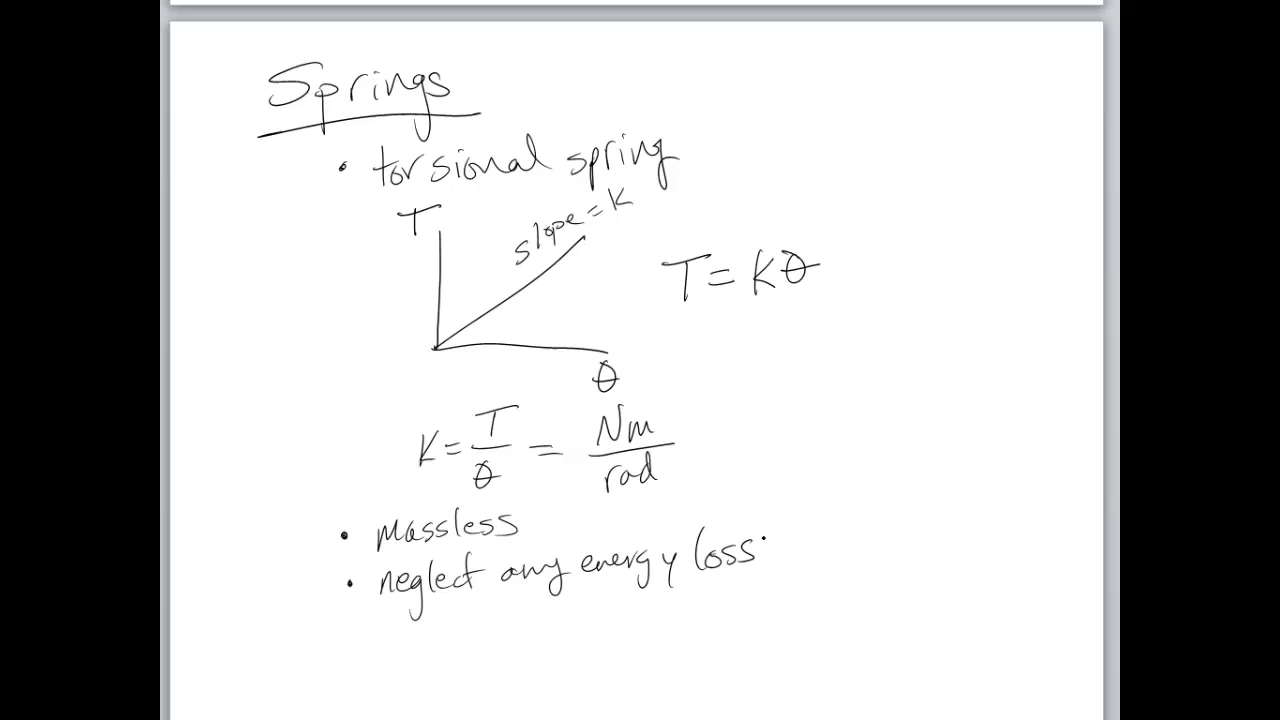 Springs
• torsional spring
T
slope = K
T = Kθ
θ
K = T/θ = Nm/rad
• massless
• neglect any energy loss